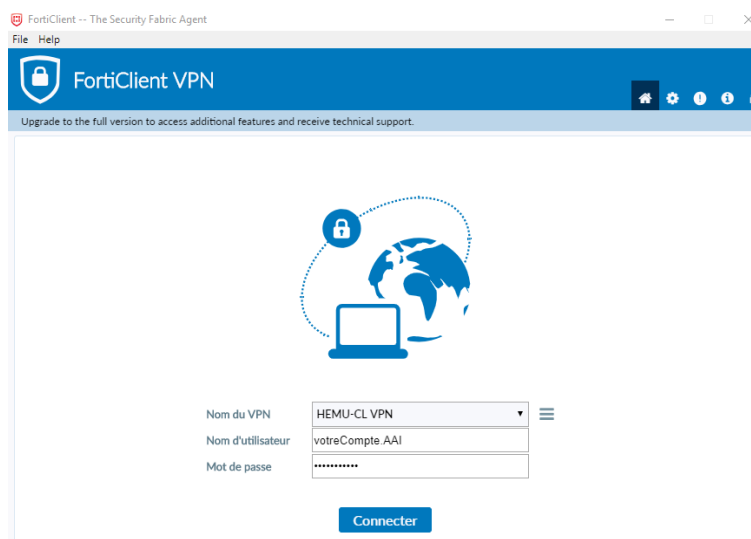 FortiClient -- The Security Fabric Agent
File Help
FortiClient VPN
Upgrade to the full version to access additional features and receive technical support.
Nom du VPN HEMU-CL VPN
Nom d'utilisateur votreCompte.AAI
Mot de passe •••••••••••
Connecter